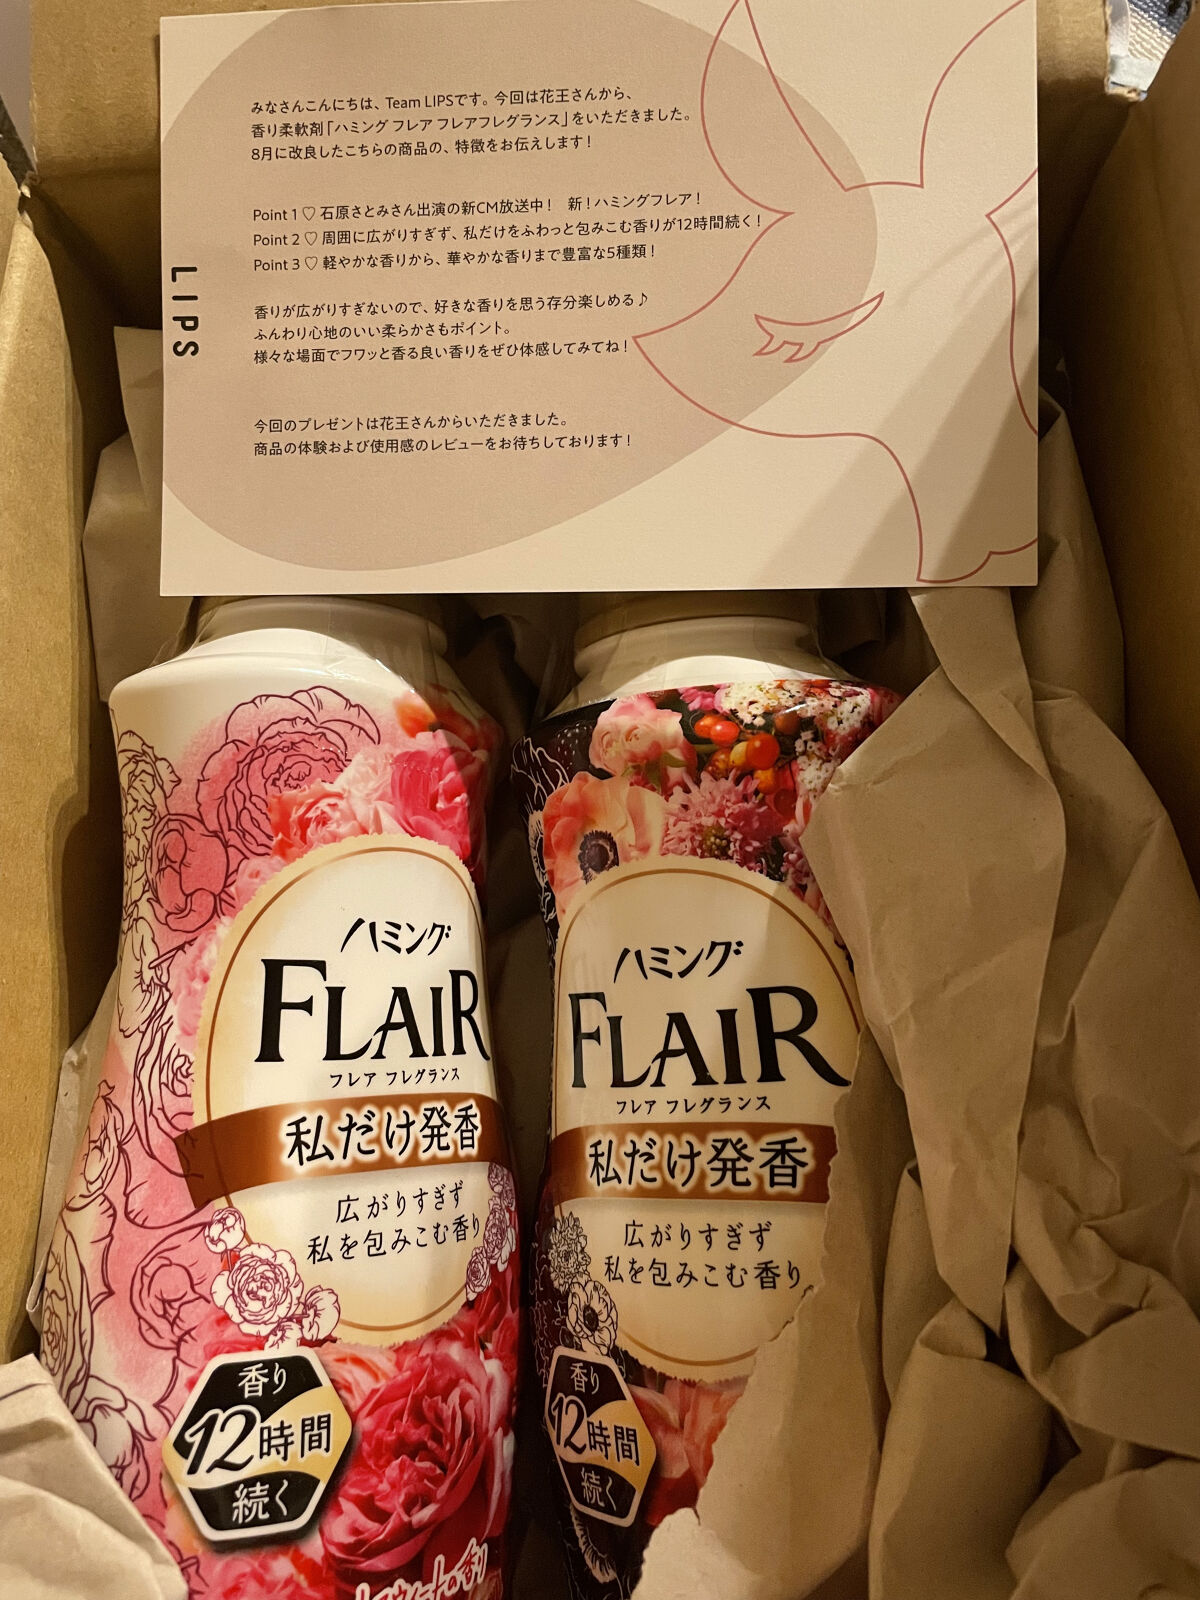 みなさんこんにちは、Team LIPSです。今回は花王さんから、
香り柔軟剤「ハミング フレア フレアフレグランス」をいただきました。
8月に改良したこちらの商品の、特徴をお伝えします!
Point 1 ♡ 石原さとみさん出演の新CM放送中! 新!ハミングフレア!
Point 2 ♡ 周囲に広がりすぎず、私だけをふわっと包みこむ香りが12時間続く!
Point 3 ♡ 軽やかな香りから、華やかな香りまで豊富な5種類!
香りが広がりすぎないので、好きな香りを思う存分楽しめる♪
ふんわり心地のいい柔らかさもポイント。
様々な場面でフワッと香る良い香りをぜひ体感してみてね!
今回のプレゼントは花王さんからいただきました。
商品の体験および使用感のレビューをお待ちしております!
LIPS
ハミング
FLAIR
フレア フレグランス
私だけ発香
広がりすぎず
私を包みこむ香り
香り
12時間
続く
の香り
ハミング
FLAIR
フレア フレグランス
私だけ発香
広がりすぎず
私を包みこむ香り
香り
12時間
続く